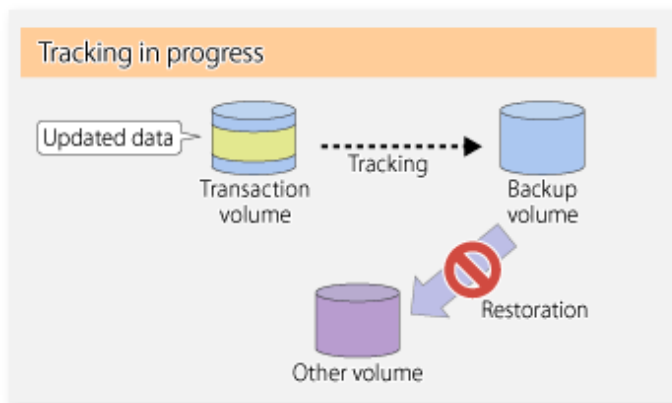 Tracking in progress
Updated data
Tracking
Transaction
volume
Backup
volume
Restoration
Other volume